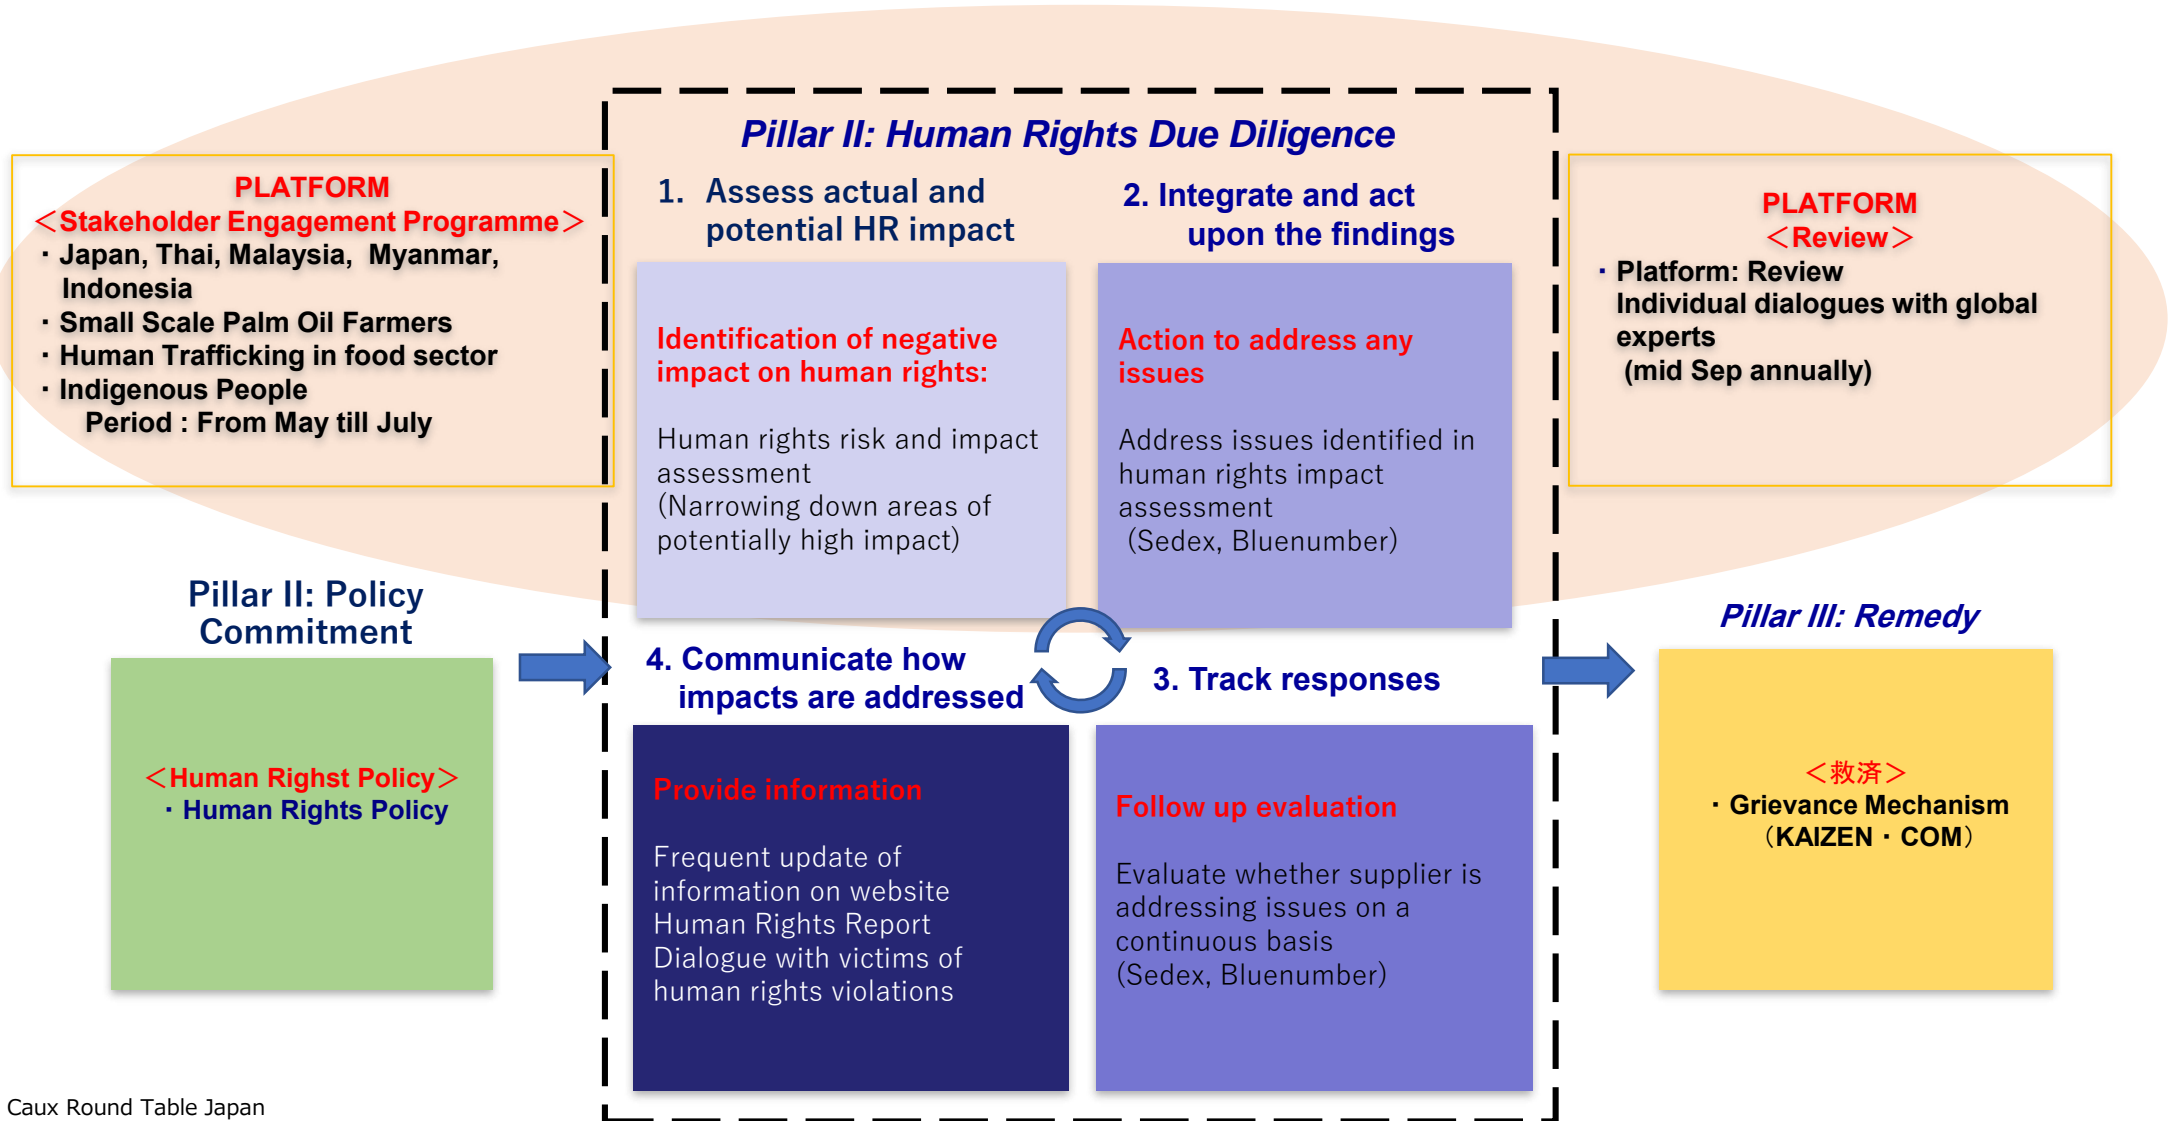 Pillar II: Human Rights Due Diligence
PLATFORM
＜Stakeholder Engagement Programme＞
・Japan, Thai, Malaysia, Myanmar,
Indonesia
・Small Scale Palm Oil Farmers
・Human Trafficking in food sector
・Indigenous People
Period : From May till July
1. Assess actual and
potential HR impact
Identification of negative
impact on human rights:
Human rights risk and impact
assessment
(Narrowing down areas of
potentially high impact)
2. Integrate and act
upon the findings
Action to address any
issues
Address issues identified in
human rights impact
assessment
(Sedex, Bluenumber)
PLATFORM
＜Review＞
・Platform: Review
Individual dialogues with global
experts
(mid Sep annually)
Pillar II: Policy
Commitment
＜Human Righst Policy＞
・Human Rights Policy
4. Communicate how
impacts are addressed
Provide information
Frequent update of
information on website
Human Rights Report
Dialogue with victims of
human rights violations
3. Track responses
Follow up evaluation
Evaluate whether supplier is
addressing issues on a
continuous basis
(Sedex, Bluenumber)
Pillar III: Remedy
＜救済＞
・Grievance Mechanism
（KAIZEN・COM）
Caux Round Table Japan